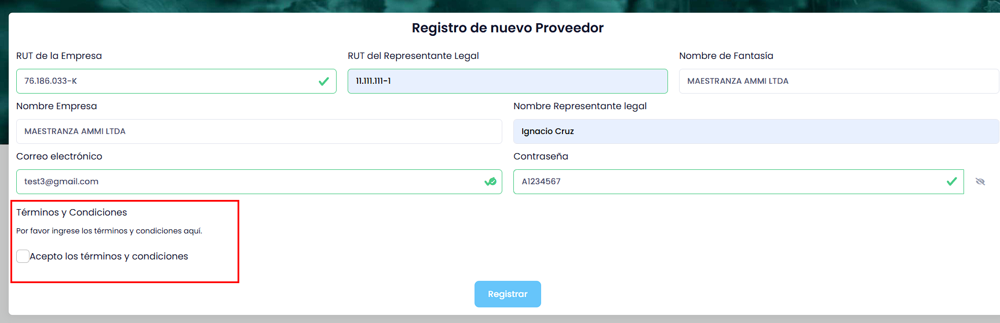 Registro de nuevo Proveedor
RUT de la Empresa
RUT del Representante Legal
Nombre de Fantasía
76.186.033-K
11.111.111-1
MAESTRANZA AMMI LTDA
Nombre Empresa
Nombre Representante legal
MAESTRANZA AMMI LTDA
Ignacio Cruz
Correo electrónico
Contraseña
test3@gmail.com
A1234567
Términos y Condiciones
Por favor ingrese los términos y condiciones aquí.
Acepto los términos y condiciones
Registrar